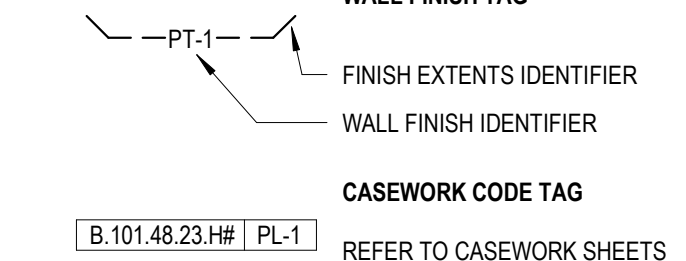 WALL FINISH TAG
PT-1
FINISH EXTENTS IDENTIFIER
WALL FINISH IDENTIFIER
CASEWORK CODE TAG
B.101.48.23.H# PL-1
REFER TO CASEWORK SHEETS